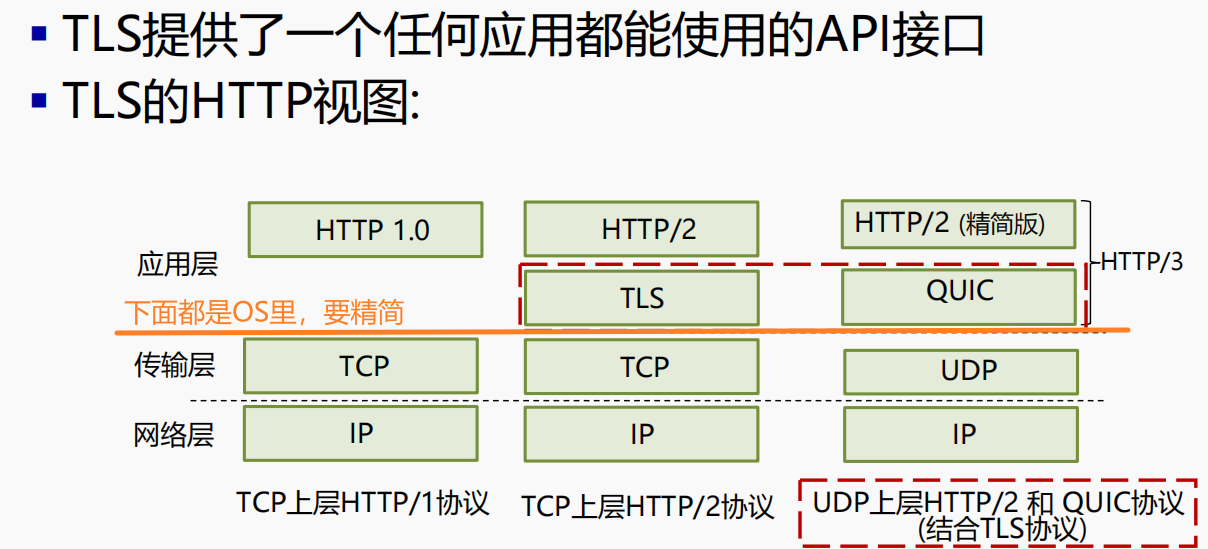 TLS提供了一个任何应用都能使用的API接口
TLS的HTTP视图:
HTTP 1.0
HTTP/2
HTTP/2 (精简版)
应用层
HTTP/3
TLS
QUIC
下面都是OS里，要精简
传输层
TCP
TCP
UDP
网络层
IP
IP
IP
TCP上层HTTP/1协议
TCP上层HTTP/2协议
UDP上层HTTP/2 和 QUIC协议
(结合TLS协议)